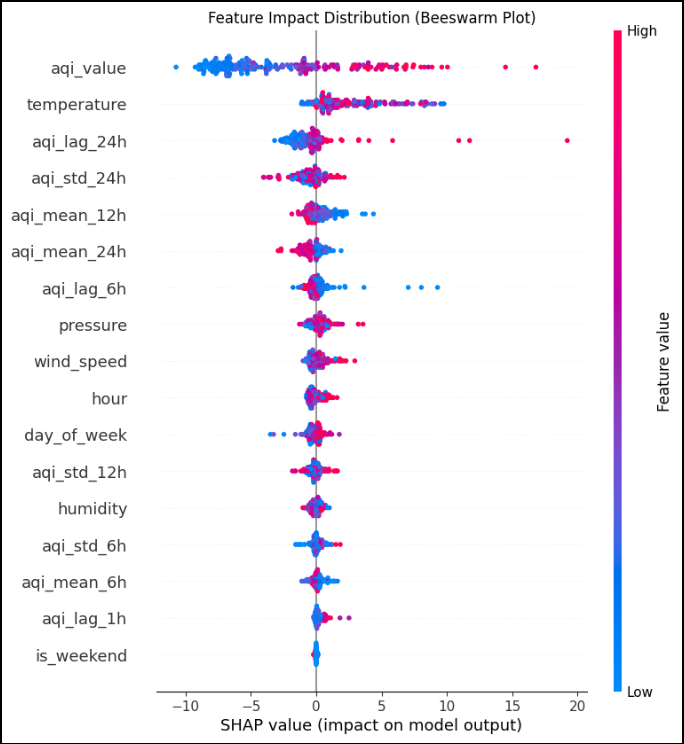 Feature Impact Distribution (Beeswarm Plot)
High
aqi_value
temperature
aqi_lag_24h
aqi_std_24h
aqi_mean_12h
aqi_mean_24h
aqi_lag_6h
pressure
wind_speed
hour
day_of_week
aqi_std_12h
humidity
aqi_std_6h
aqi_mean_6h
aqi_lag_1h
is_weekend
Feature value
Low
−10 −5 0 5 10 15 20
SHAP value (impact on model output)